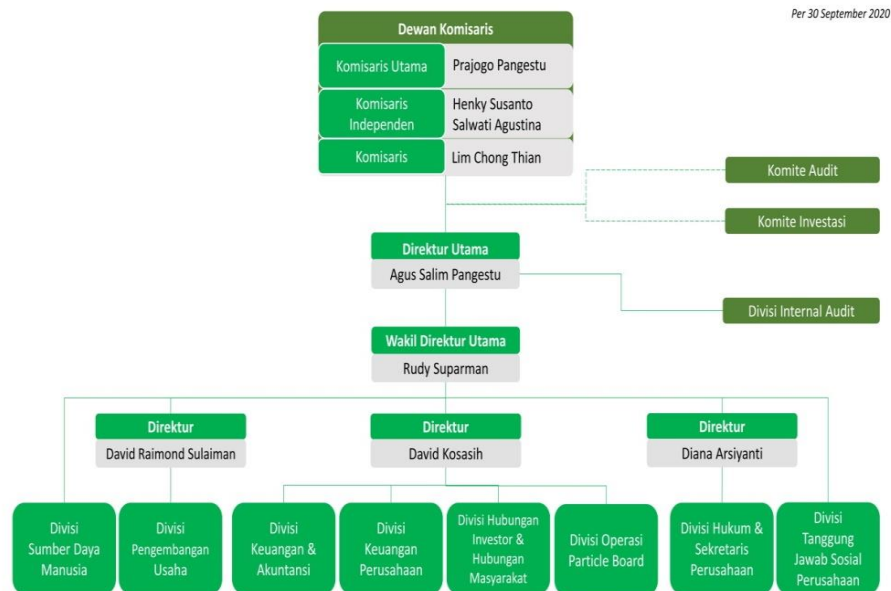 Per 30 September 2020
Dewan Komisaris
Komisaris Utama
Prajogo Pangestu
Komisaris
Independen
Henky Susanto
Salwati Agustina
Komisaris
Lim Chong Thian
Komite Audit
Komite Investasi
Direktur Utama
Agus Salim Pangestu
Divisi Internal Audit
Wakil Direktur Utama
Rudy Suparman
Direktur
David Raimond Sulaiman
Direktur
David Kosasih
Direktur
Diana Arsiyanti
Divisi
Sumber Daya
Manusia
Divisi
Pengembangan
Usaha
Divisi
Keuangan &
Akuntansi
Divisi
Keuangan
Perusahaan
Divisi Hubungan
Investor &
Hubungan
Masyarakat
Divisi Operasi
Particle Board
Divisi Hukum &
Sekretaris
Perusahaan
Divisi
Tanggung
Jawab Sosial
Perusahaan